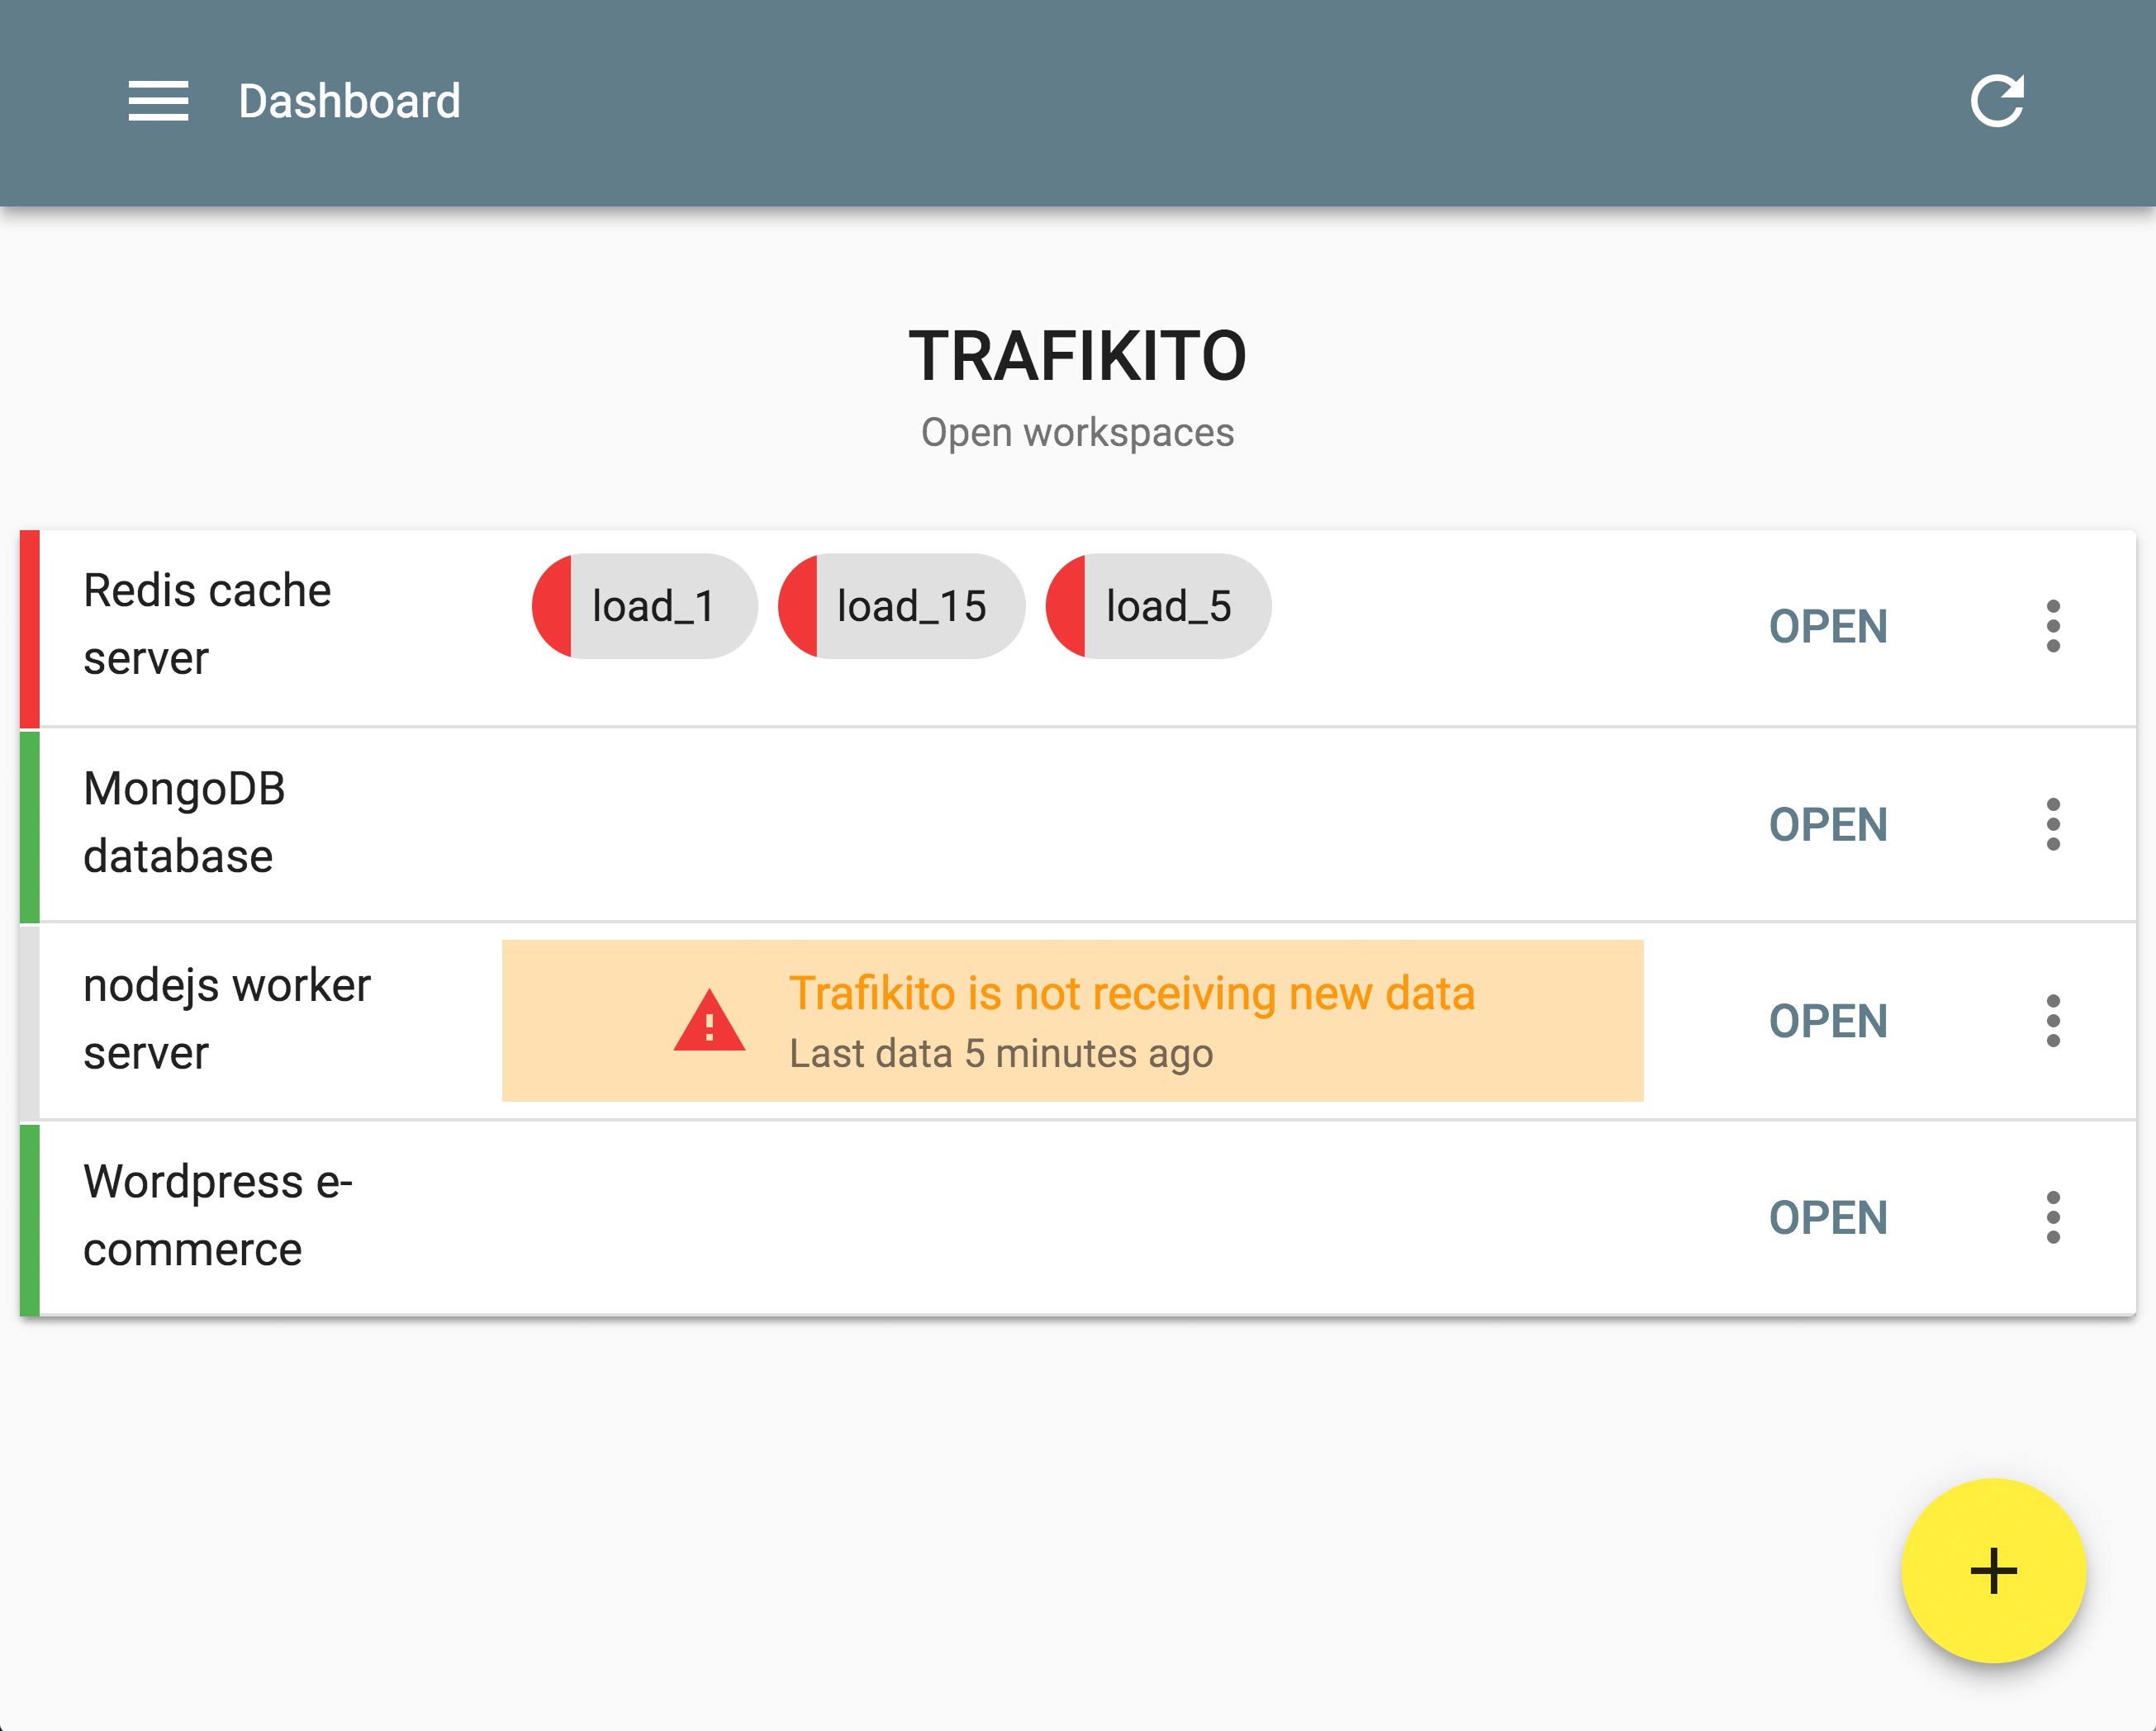 Dashboard
TRAFIKITO
Open workspaces
Redis cache
server
load_1
load_15
load_5
OPEN
MongoDB
database
OPEN
nodejs worker
server
Trafikito is not receiving new data
Last data 5 minutes ago
OPEN
Wordpress e-
commerce
OPEN